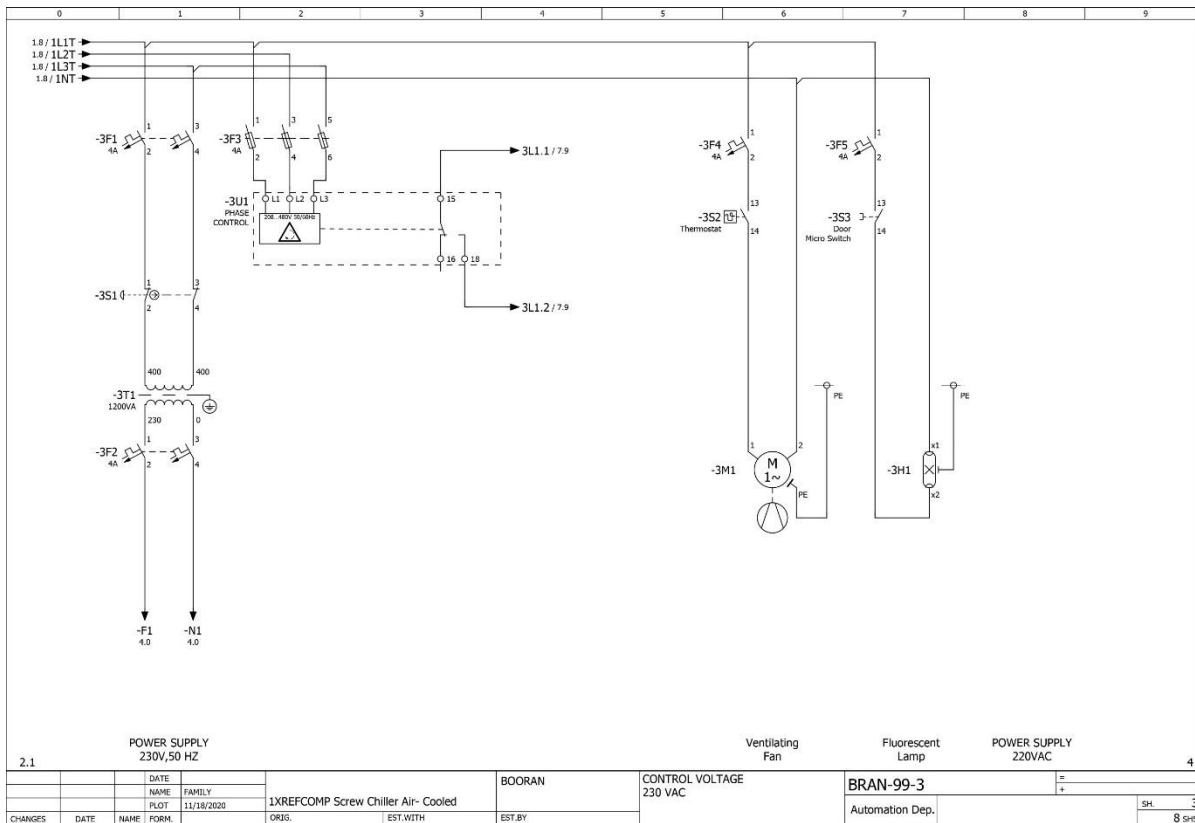 0 1 2 3 4 5 6 7 8 9
1.8 / 1L1T
1.8 / 1L2T
1.8 / 1L3T
1.8 / 1NT
-3F1
4A
1
2
3
4
-3F3
4A
1
2
3
4
5
6
-3U1
PHASE
CONTROL
L1 L2 L3
208...480V 50/60Hz
15
16 18
3L1.1 / 7.9
3L1.2 / 7.9
-3S1
1
2
3
4
400 400
-3T1
1200VA
230 0
-3F2
4A
1
2
3
4
-F1
4.0
-N1
4.0
-3F4
4A
1
2
-3S2
Thermostat
13
14
-3M1
1
2
M
1~
PE
PE
-3F5
4A
1
2
-3S3
Door
Micro Switch
13
14
-3H1
x1
x2
PE
2.1
POWER SUPPLY
230V,50 HZ
Ventilating
Fan
Fluorescent
Lamp
POWER SUPPLY
220VAC
4
DATE
NAME FAMILY
PLOT 11/18/2020
CHANGES DATE NAME FORM.
1XREFCOMP Screw Chiller Air- Cooled
ORIG. EST.WITH
BOORAN
EST.BY
CONTROL VOLTAGE
230 VAC
BRAN-99-3
Automation Dep.
=
+
SH. 3
8 SHS